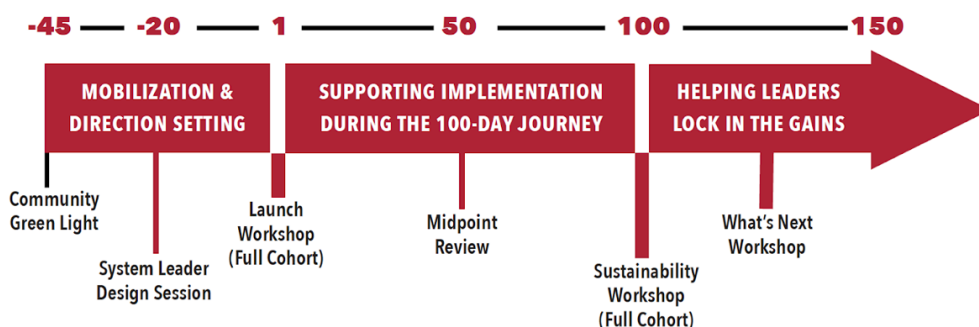 -45 -20 1 50 100 150
MOBILIZATION &
DIRECTION SETTING
SUPPORTING IMPLEMENTATION
DURING THE 100-DAY JOURNEY
HELPING LEADERS
LOCK IN THE GAINS
Community
Green Light
System Leader
Design Session
Launch
Workshop
(Full Cohort)
Midpoint
Review
Sustainability
Workshop
(Full Cohort)
What's Next
Workshop